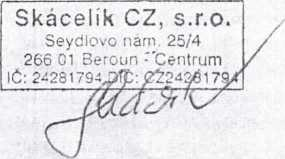 Skácelík CZ, s.r.o.
Seydlovo nám. 25/4
266 01 Beroun - Centrum
IČ: 24281794, DIČ: CZ24281794